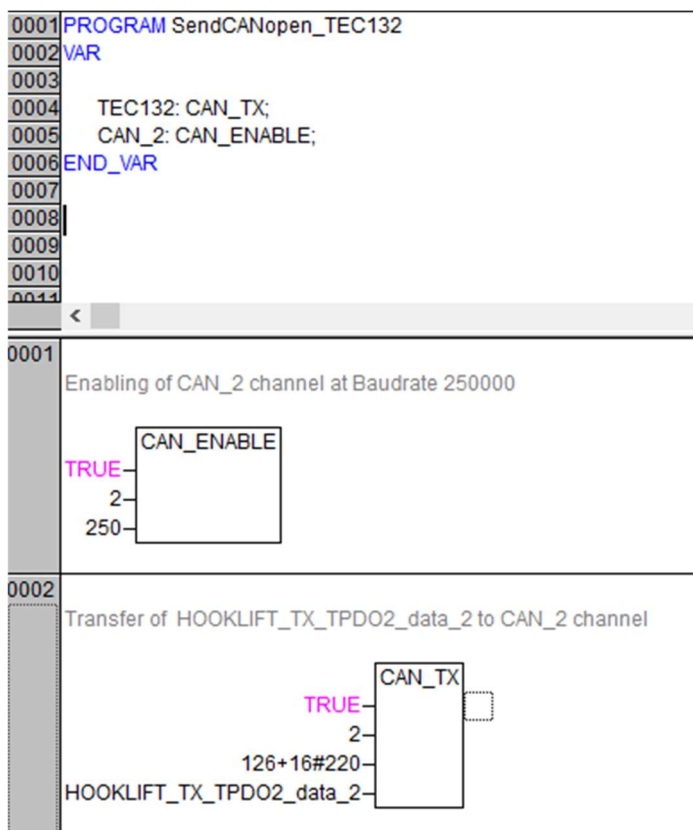 0001 PROGRAM SendCANopen_TEC132
0002 VAR
0003
0004 TEC132: CAN_TX;
0005 CAN_2: CAN_ENABLE;
0006 END_VAR
0007
0008
0009
0010
0011
<
0001
Enabling of CAN_2 channel at Baudrate 250000
CAN_ENABLE
TRUE
2
250
0002
Transfer of HOOKLIFT_TX_TPDO2_data_2 to CAN_2 channel
CAN_TX
TRUE
2
126+16#220
HOOKLIFT_TX_TPDO2_data_2